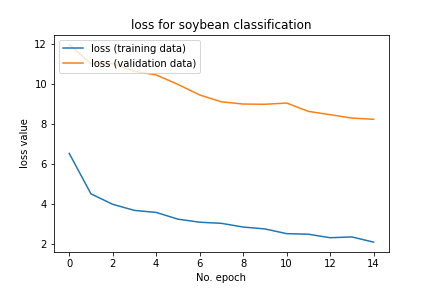 loss for soybean classification
12
10
8
6
4
2
loss value
loss (training data)
loss (validation data)
0 2 4 6 8 10 12 14
No. epoch